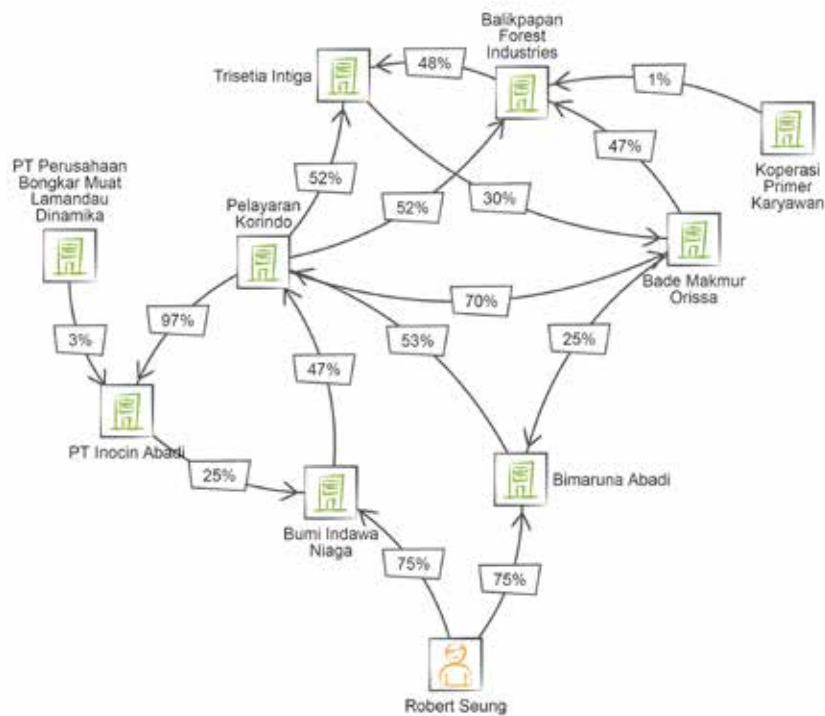 Balikpapan
Forest
Industries
Trisetia Intiga
48%
1%
47%
PT Perusahaan
Bongkar Muat
Lamandau
Dinamika
Koperasi
Primer
Karyawan
52%
Pelayaran
Korindo
52%
30%
Bade Makmur
Orissa
70%
97%
3%
53%
25%
47%
PT Inocin Abadi
25%
Bimaruna Abadi
Bumi Indawa
Niaga
75%
75%
Robert Seung